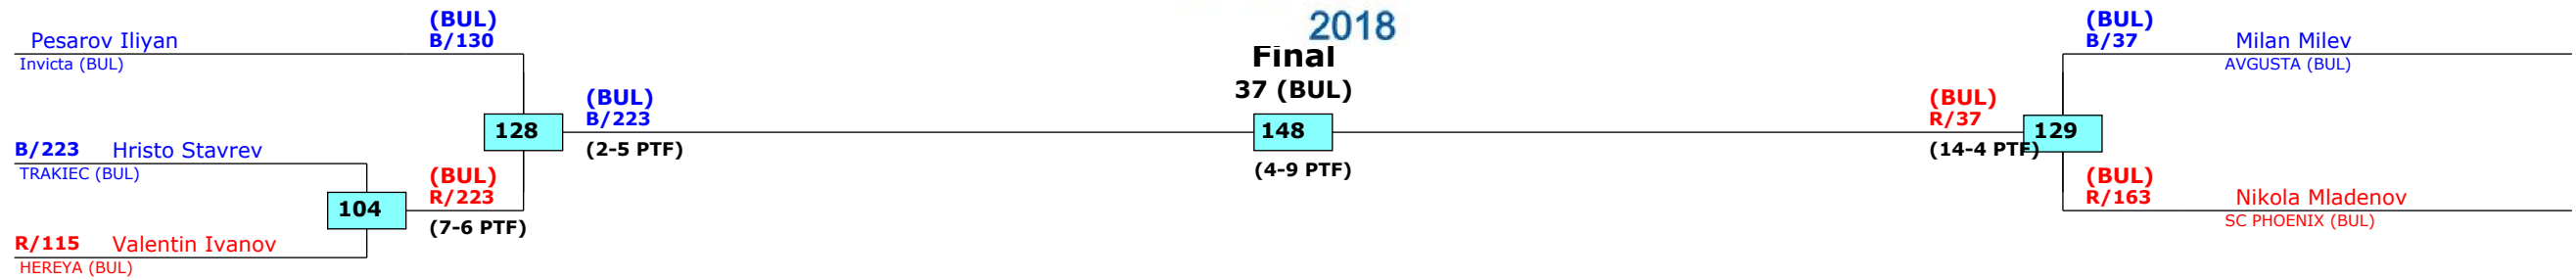 2018
Final
37 (BUL)
148
(4-9 PTF)
(BUL)
B/130
Pesarov Iliyan
Invicta (BUL)
128
(BUL)
B/223
(2-5 PTF)
B/223 Hristo Stavrev
TRAKIEC (BUL)
104
(BUL)
R/223
(7-6 PTF)
R/115 Valentin Ivanov
HEREYA (BUL)
(BUL)
B/37 Milan Milev
AVGUSTA (BUL)
(BUL)
R/37
129
(14-4 PTF)
(BUL)
R/163 Nikola Mladenov
SC PHOENIX (BUL)